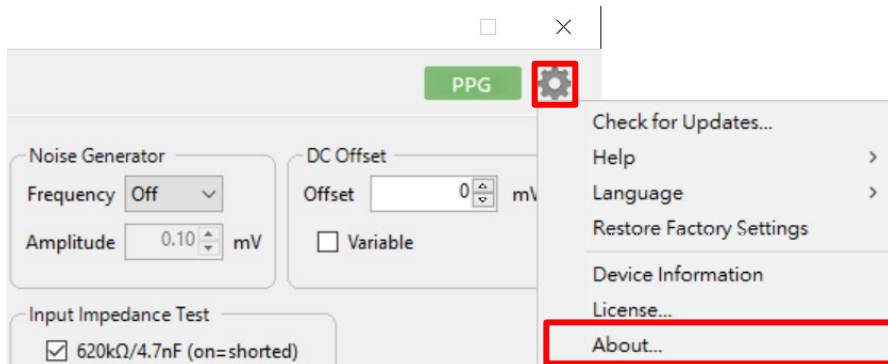 PPG
Check for Updates...
Help
Language
Restore Factory Settings
Device Information
License...
About...
Noise Generator
Frequency Off
Amplitude 0.10 mV
DC Offset
Offset 0
Variable
Input Impedance Test
620kΩ/4.7nF (on=shorted)